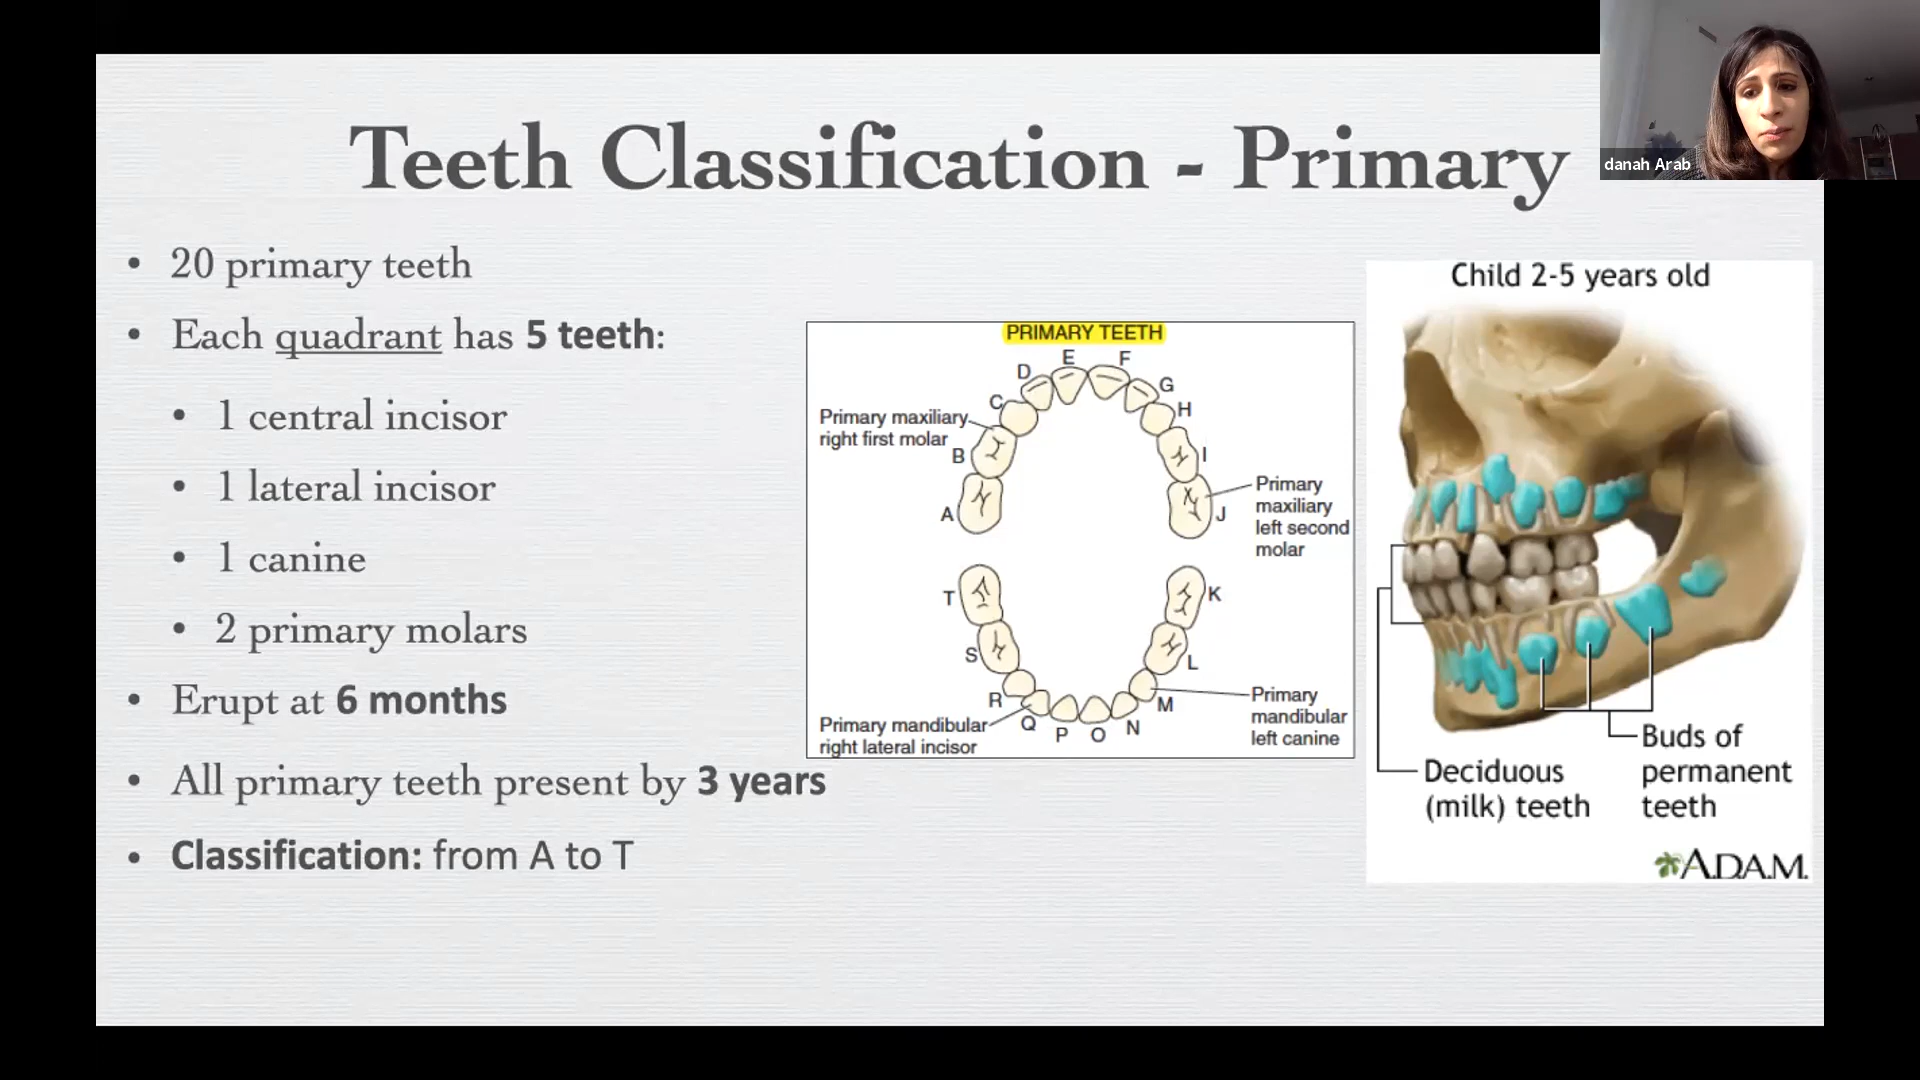 Teeth Classification - Primary
danah Arab
• 20 primary teeth
• Each quadrant has 5 teeth:
• 1 central incisor
• 1 lateral incisor
• 1 canine
• 2 primary molars
• Erupt at 6 months
• All primary teeth present by 3 years
• Classification: from A to T
PRIMARY TEETH
E F
D G
C H
Primary maxiliary
right first molar
B I
A J
Primary
maxiliary
left second
molar
T K
S L
R M
Q P O N
Primary mandibular
right lateral incisor
Primary
mandibular
left canine
Child 2-5 years old
Deciduous
(milk) teeth
Buds of
permanent
teeth
A.D.A.M.